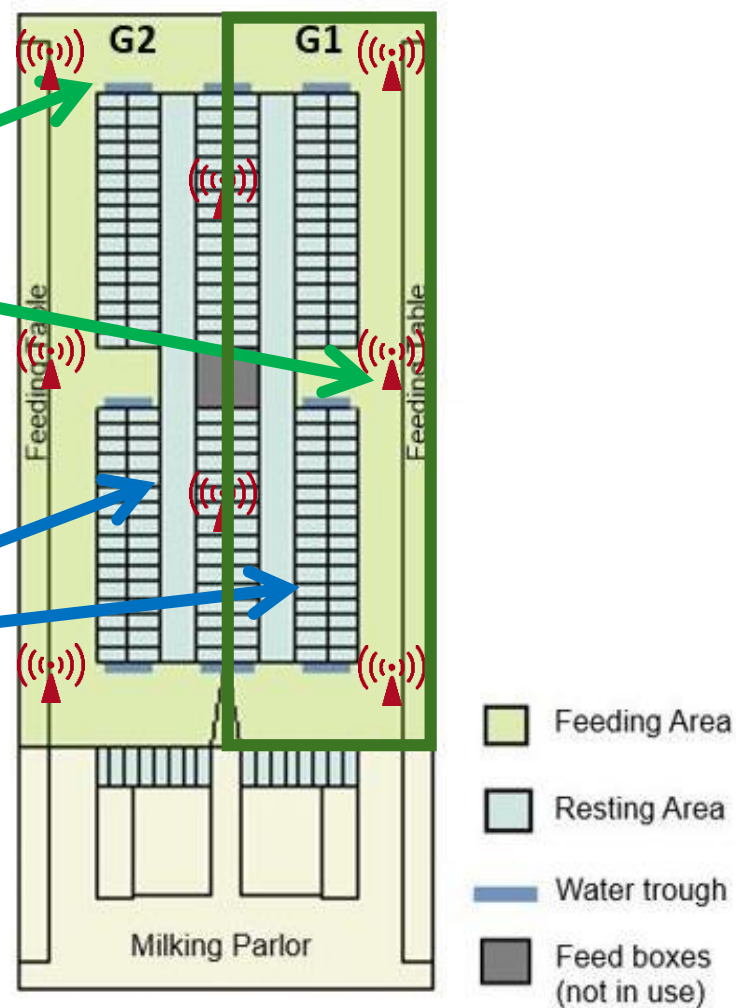 G2
G1
Feeding Table
Feeding Table
Feeding Area
Resting Area
Water trough
Feed boxes
(not in use)
Milking Parlor